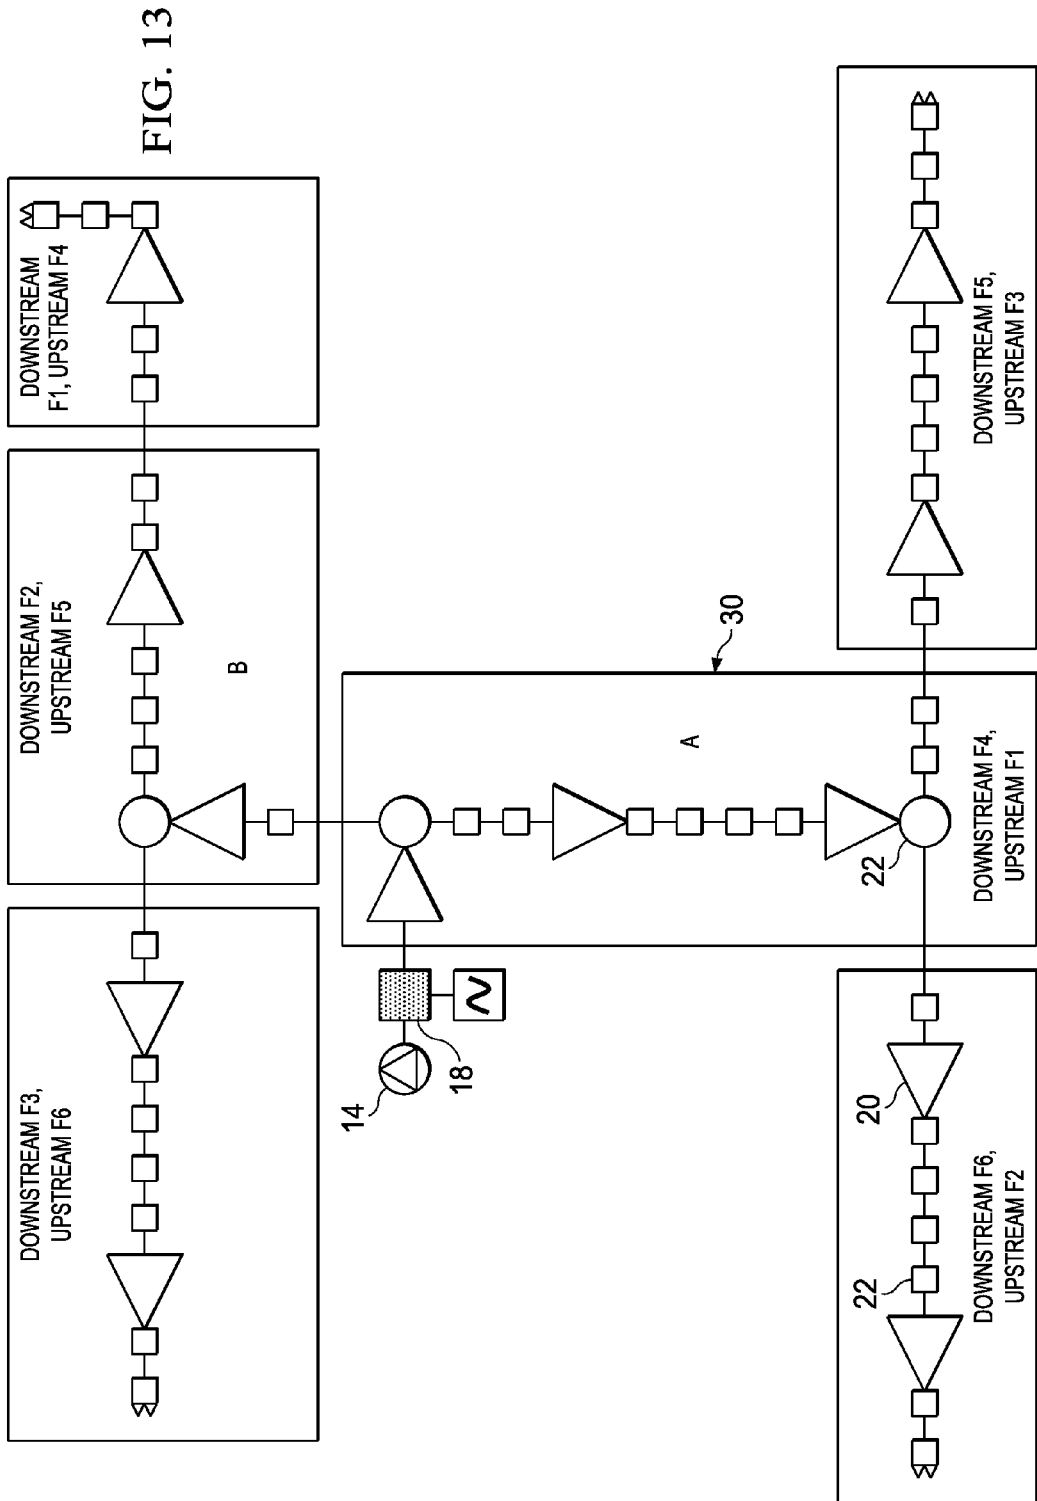 FIG. 13
DOWNSTREAM F3,
UPSTREAM F6
DOWNSTREAM F2,
UPSTREAM F5
B
DOWNSTREAM
F1, UPSTREAM F4
14
18
A
30
22
DOWNSTREAM F4,
UPSTREAM F1
22
20
DOWNSTREAM F6,
UPSTREAM F2
DOWNSTREAM F5,
UPSTREAM F3